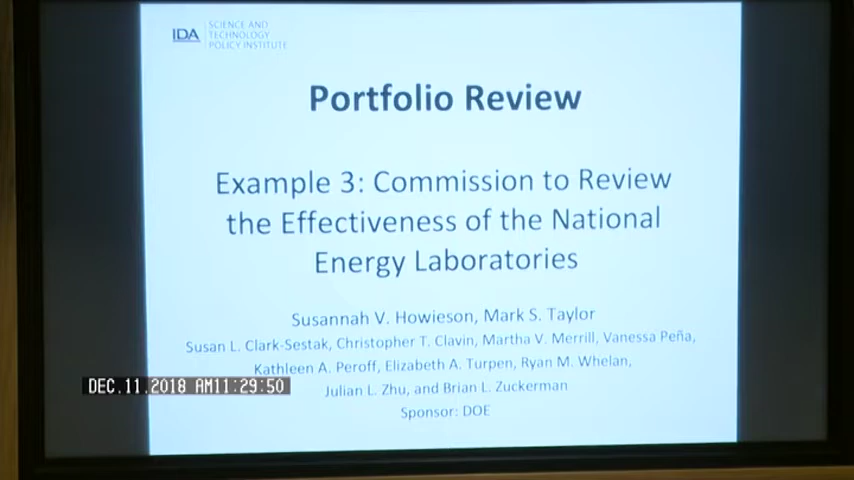 IDA
SCIENCE AND
TECHNOLOGY
POLICY INSTITUTE
Portfolio Review
Example 3: Commission to Review
the Effectiveness of the National
Energy Laboratories
Susannah V. Howieson, Mark S. Taylor
Susan L. Clark-Sestak, Christopher T. Clavin, Martha V. Merrill, Vanessa Peña,
Kathleen A. Peroff, Elizabeth A. Turpen, Ryan M. Whelan,
Julian L. Zhu, and Brian L. Zuckerman
Sponsor: DOE
DEC.11.2018 AM11:29:50